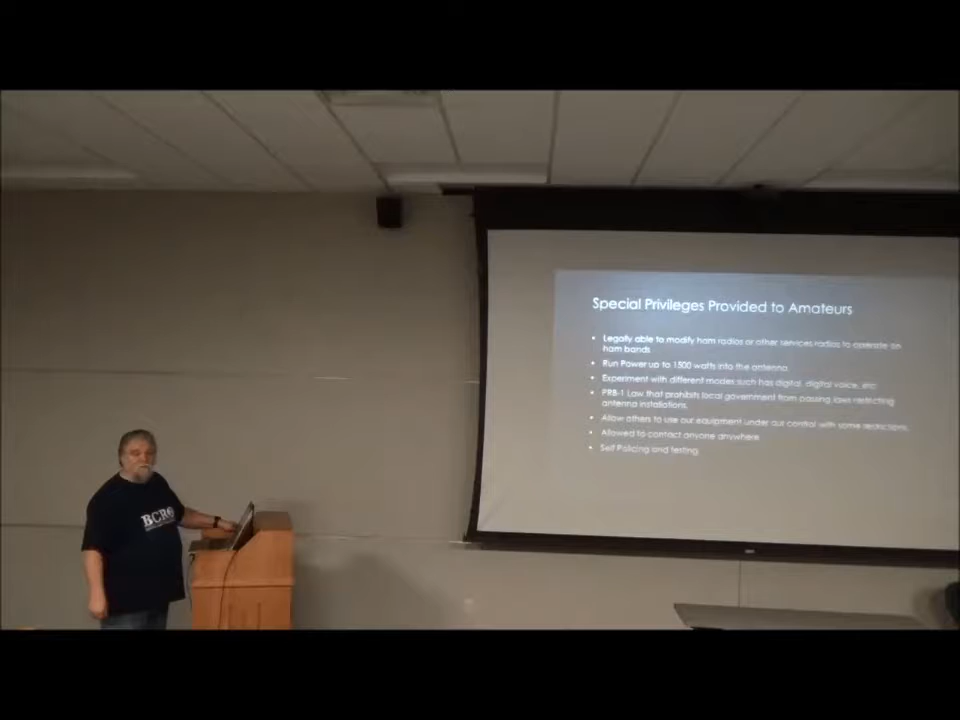 Special Privileges Provided to Amateurs
• Legally able to modify ham radios or other services radios to operate on
ham bands
• Run Power up to 1500 watts into the antenna.
• Experiment with different modes such has digital, digital voice, etc
• PRB-1 Law that prohibits local government from passing laws restricting
antenna installations.
• Allow others to use our equipment under our control with some restrictions.
• Allowed to contact anyone anywhere
• Self Policing and testing
BCRO